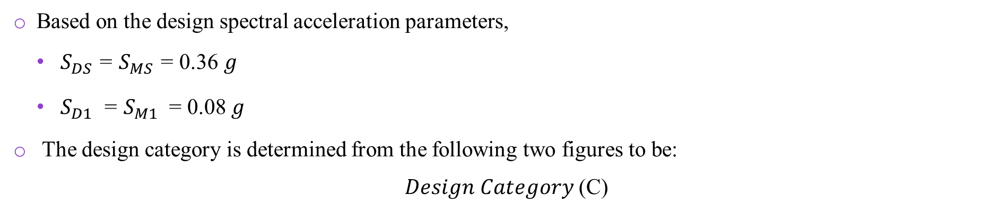 ○ Based on the design spectral acceleration parameters,
• S_DS = S_MS = 0.36 g
• S_D1 = S_M1 = 0.08 g
○ The design category is determined from the following two figures to be:
Design Category (C)